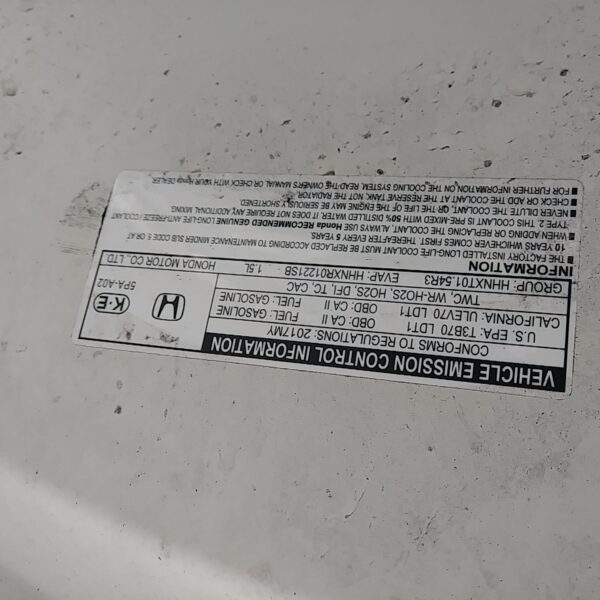 VEHICLE EMISSION CONTROL INFORMATION
CONFORMS TO REGULATIONS: 2017MY
U.S. EPA: T3B70 LDT1 OBD: CA II FUEL: GASOLINE
CALIFORNIA: ULEV70 LDT1 OBD: CA II FUEL: GASOLINE
TWC, WR-HO2S, HO2S, DFI, TC, CAC
GROUP: HHNXT01.54R3 EVAP: HHNXR01221SB 1.5L
K-E
5PA-A02
HONDA MOTOR CO., LTD.
INFORMATION
■ THE FACTORY INSTALLED LONG-LIFE COOLANT MUST BE REPLACED ACCORDING TO MAINTENANCE MINDER SUB CODE 5, OR AT
10 YEARS WHICHEVER COMES FIRST, THEREAFTER EVERY 5 YEARS.
■ WHEN ADDING OR REPLACING COOLANT, ALWAYS USE Honda RECOMMENDED GENUINE LONG-LIFE ANTI-FREEZE COOLANT
TYPE 2. THIS COOLANT IS PRE-MIXED WITH 50% DISTILLED WATER. IT DOES NOT REQUIRE ANY ADDITIONAL MIXING.
■ NEVER DILUTE THE COOLANT, OR THE LIFE OF THE ENGINE MAY BE SERIOUSLY SHORTENED.
■ CHECK OR ADD COOLANT AT THE RESERVE TANK, NOT THE RADIATOR.
■ FOR FURTHER INFORMATION ON THE COOLING SYSTEM, READ THE OWNER'S MANUAL OR CHECK WITH YOUR Honda DEALER.